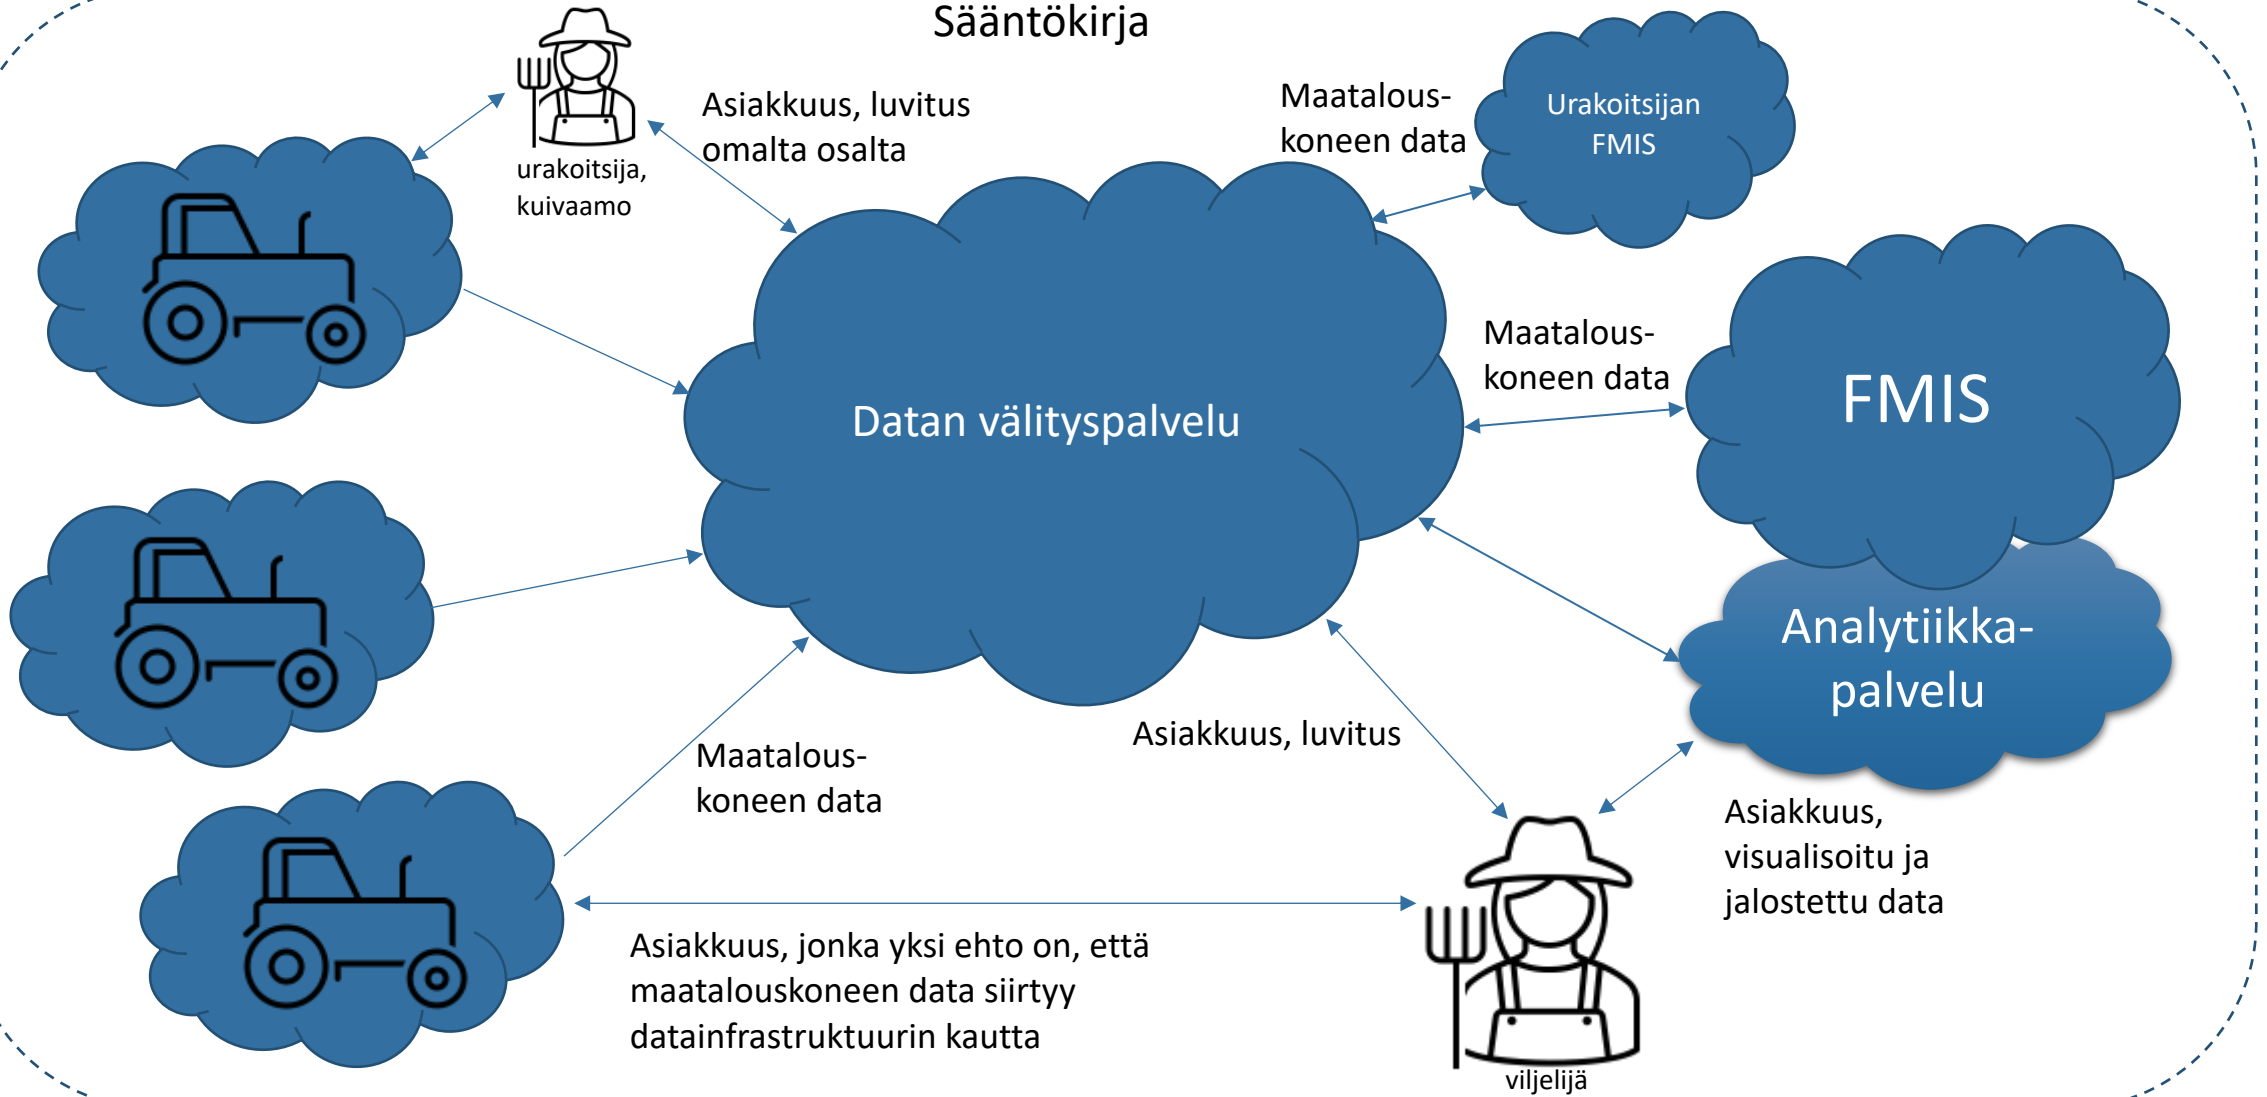 Sääntökirja
urakoitsija,
kuivaamo
Asiakkuus, luvitus
omalta osalta
Maatalous-
koneen data
Urakoitsijan
FMIS
Datan välityspalvelu
Maatalous-
koneen data
FMIS
Analytiikka-
palvelu
Asiakkuus, luvitus
Maatalous-
koneen data
Asiakkuus,
visualisoitu ja
jalostettu data
Asiakkuus, jonka yksi ehto on, että
maatalouskoneen data siirtyy
datainfrastruktuurin kautta
viljelijä